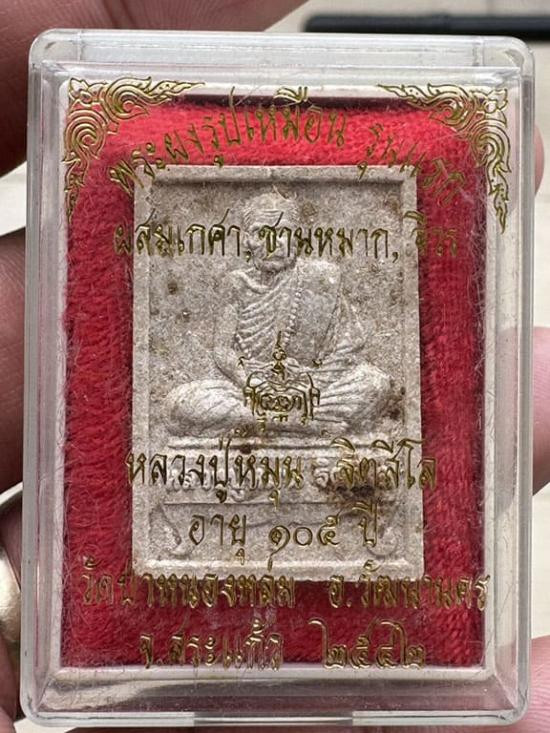 พระผงรูปเหมือน รุ่นแรก
ผสมเกศา, ชานหมาก, จีวร
หลวงปู่หมุน ฐิตสีโล
อายุ ๑๐๕ ปี
วัดป่าหนองหล่ม อ.วัฒนานคร
จ.สระแก้ว ๒๕๔๒